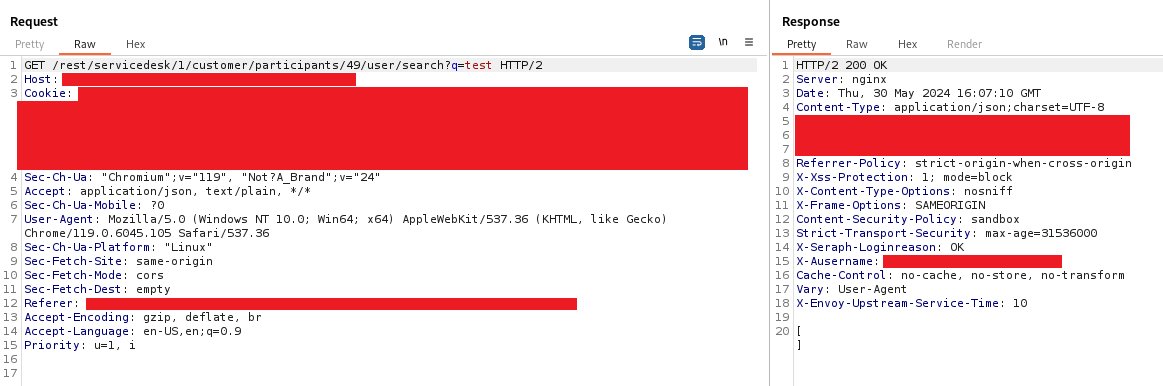 Request
Pretty Raw Hex
\n
1 GET /rest/servicedesk/1/customer/participants/49/user/search?q=test HTTP/2
2 Host:
3 Cookie:
4 Sec-Ch-Ua: "Chromium";v="119", "Not?A_Brand";v="24"
5 Accept: application/json, text/plain, */*
6 Sec-Ch-Ua-Mobile: ?0
7 User-Agent: Mozilla/5.0 (Windows NT 10.0; Win64; x64) AppleWebKit/537.36 (KHTML, like Gecko)
Chrome/119.0.6045.105 Safari/537.36
8 Sec-Ch-Ua-Platform: "Linux"
9 Sec-Fetch-Site: same-origin
10 Sec-Fetch-Mode: cors
11 Sec-Fetch-Dest: empty
12 Referer:
13 Accept-Encoding: gzip, deflate, br
14 Accept-Language: en-US,en;q=0.9
15 Priority: u=1, i
16
17
Response
Pretty Raw Hex Render
1 HTTP/2 200 OK
2 Server: nginx
3 Date: Thu, 30 May 2024 16:07:10 GMT
4 Content-Type: application/json;charset=UTF-8
5
6
7
8 Referrer-Policy: strict-origin-when-cross-origin
9 X-Xss-Protection: 1; mode=block
10 X-Content-Type-Options: nosniff
11 X-Frame-Options: SAMEORIGIN
12 Content-Security-Policy: sandbox
13 Strict-Transport-Security: max-age=31536000
14 X-Seraph-Loginreason: OK
15 X-Ausername:
16 Cache-Control: no-cache, no-store, no-transform
17 Vary: User-Agent
18 X-Envoy-Upstream-Service-Time: 10
19
20 [
]